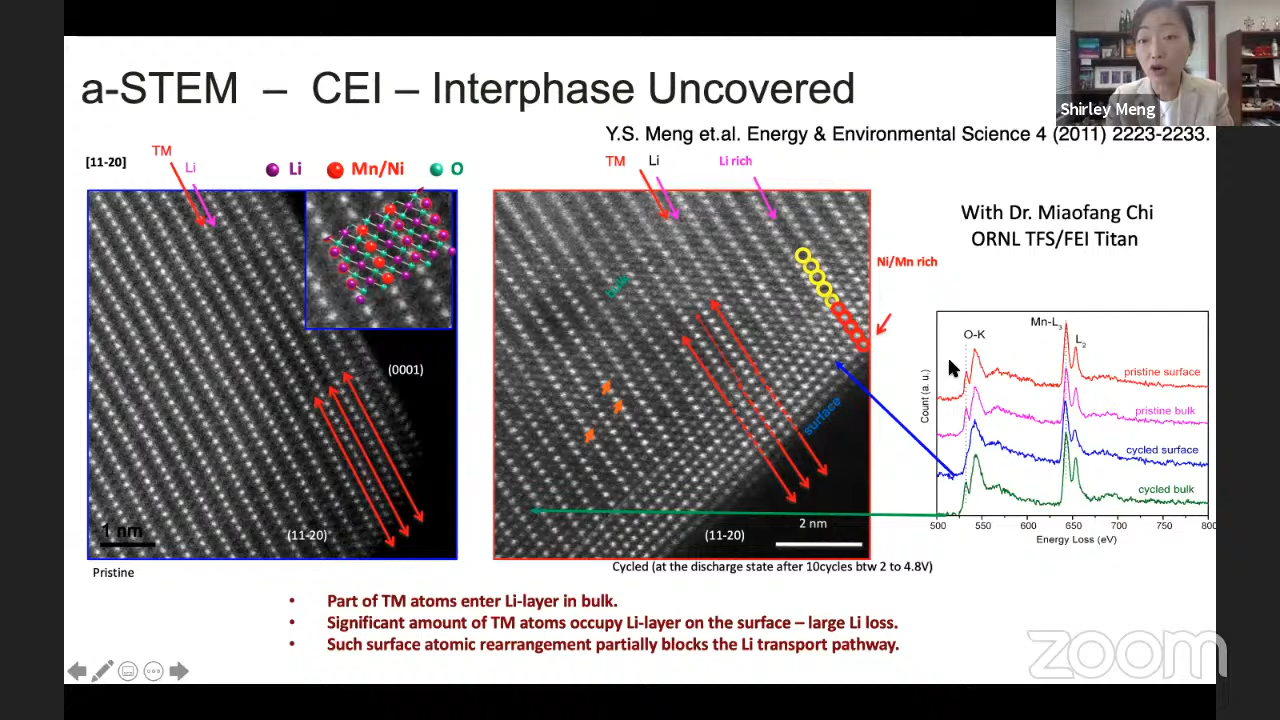 a-STEM – CEI – Interphase Uncovered
Shirley Meng
Y.S. Meng et.al. Energy & Environmental Science 4 (2011) 2223-2233.
[11-20]
TM
Li
Li
Mn/Ni
O
TM
Li
Li rich
With Dr. Miaofang Chi
ORNL TFS/FEI Titan
Ni/Mn rich
bulk
(0001)
surface
1 nm
(11-20)
(11-20)
2 nm
O-K
Mn-L3
L2
pristine surface
pristine bulk
cycled surface
cycled bulk
Count (a. u.)
500 550 600 650 700 750 800
Energy Loss (eV)
Pristine
Cycled (at the discharge state after 10cycles btw 2 to 4.8V)
• Part of TM atoms enter Li-layer in bulk.
• Significant amount of TM atoms occupy Li-layer on the surface – large Li loss.
• Such surface atomic rearrangement partially blocks the Li transport pathway.
zoom